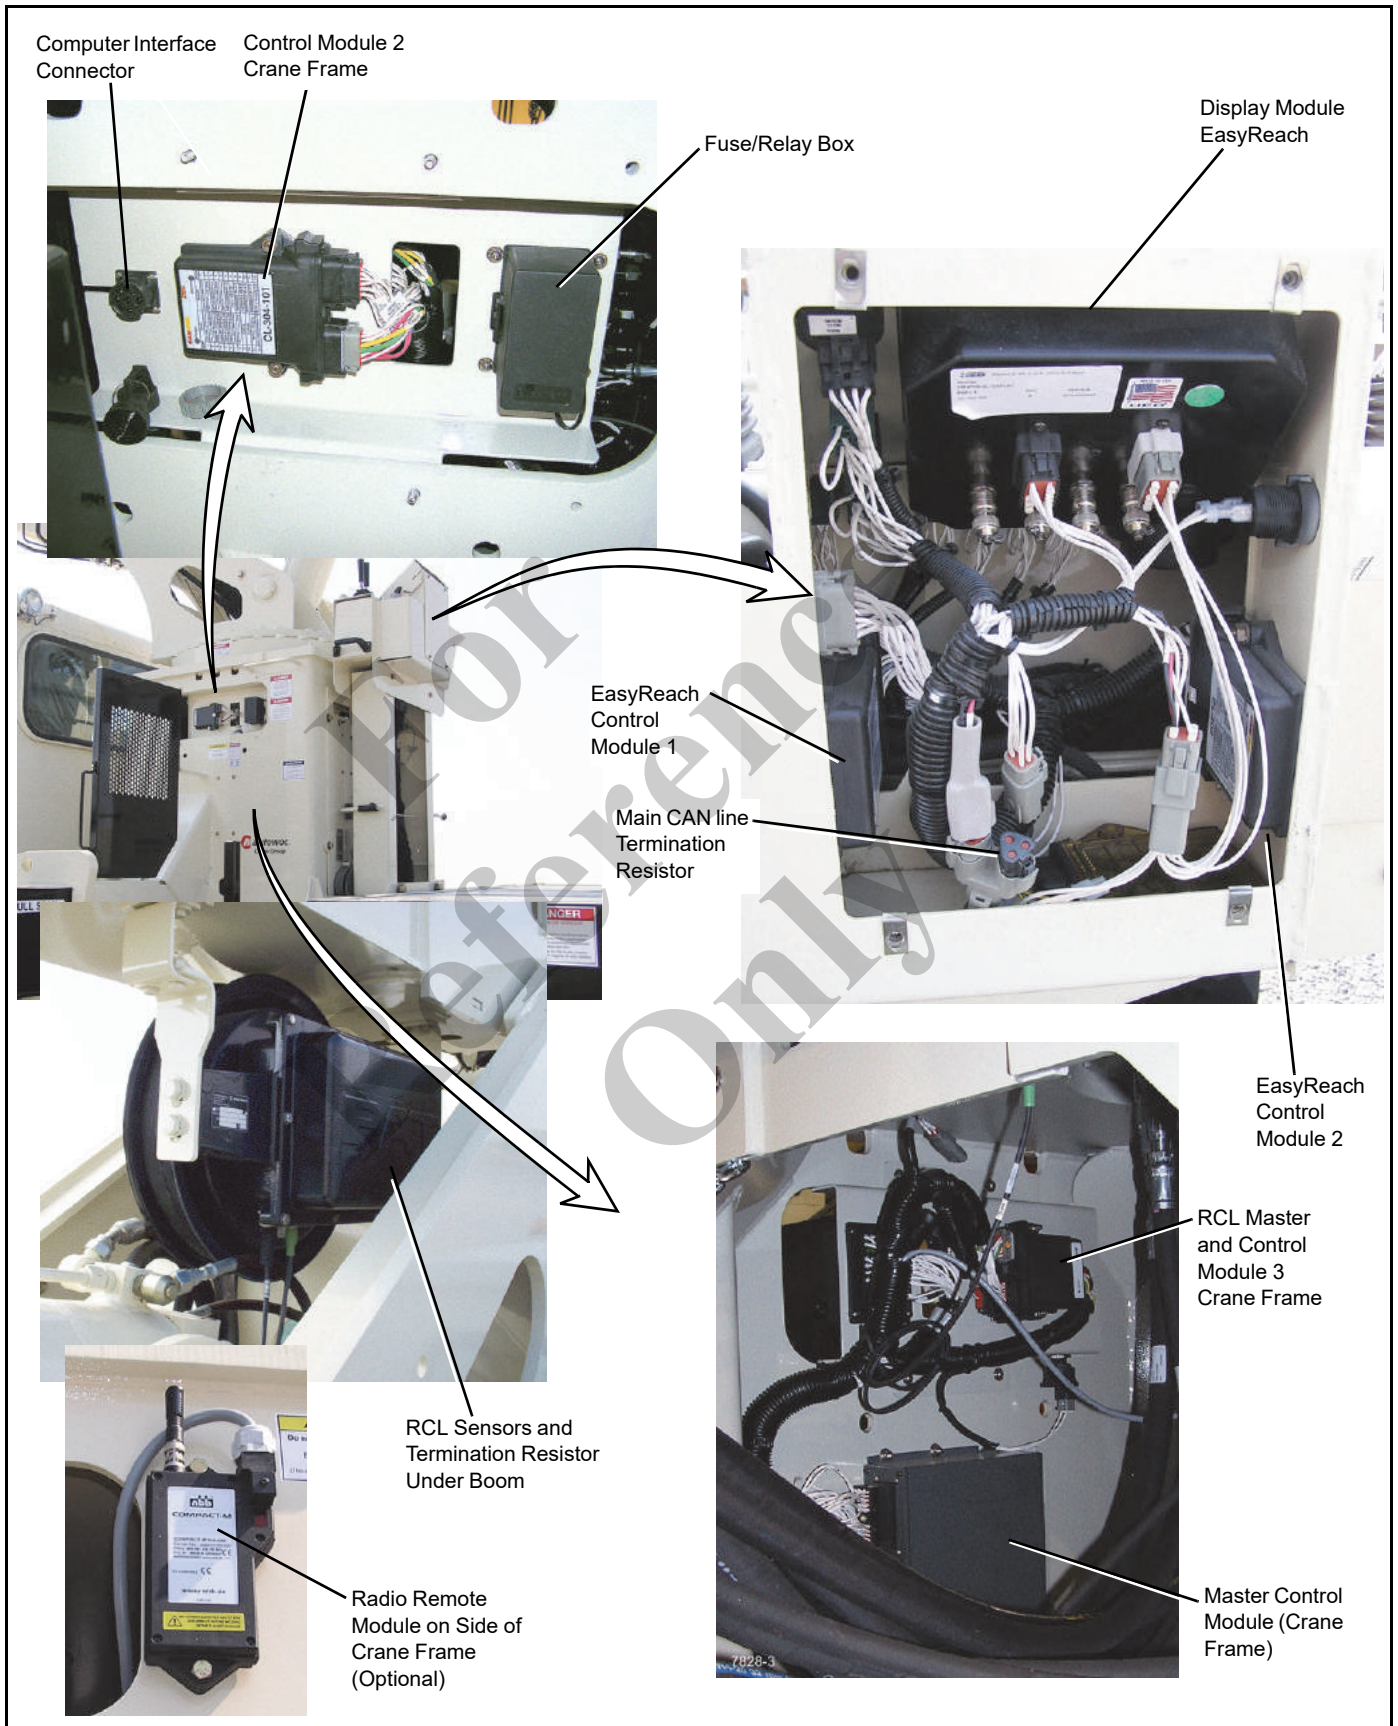 Computer Interface
Connector
Control Module 2
Crane Frame
Fuse/Relay Box
Display Module
EasyReach
CL-304-101
EasyReach
Control
Module 1
Main CAN line
Termination
Resistor
EasyReach
Control
Module 2
RCL Master
and Control
Module 3
Crane Frame
RCL Sensors and
Termination Resistor
Under Boom
nbb
COMPACT-M
Radio Remote
Module on Side of
Crane Frame
(Optional)
Master Control
Module (Crane
Frame)
7828-3
For
Reference
Only